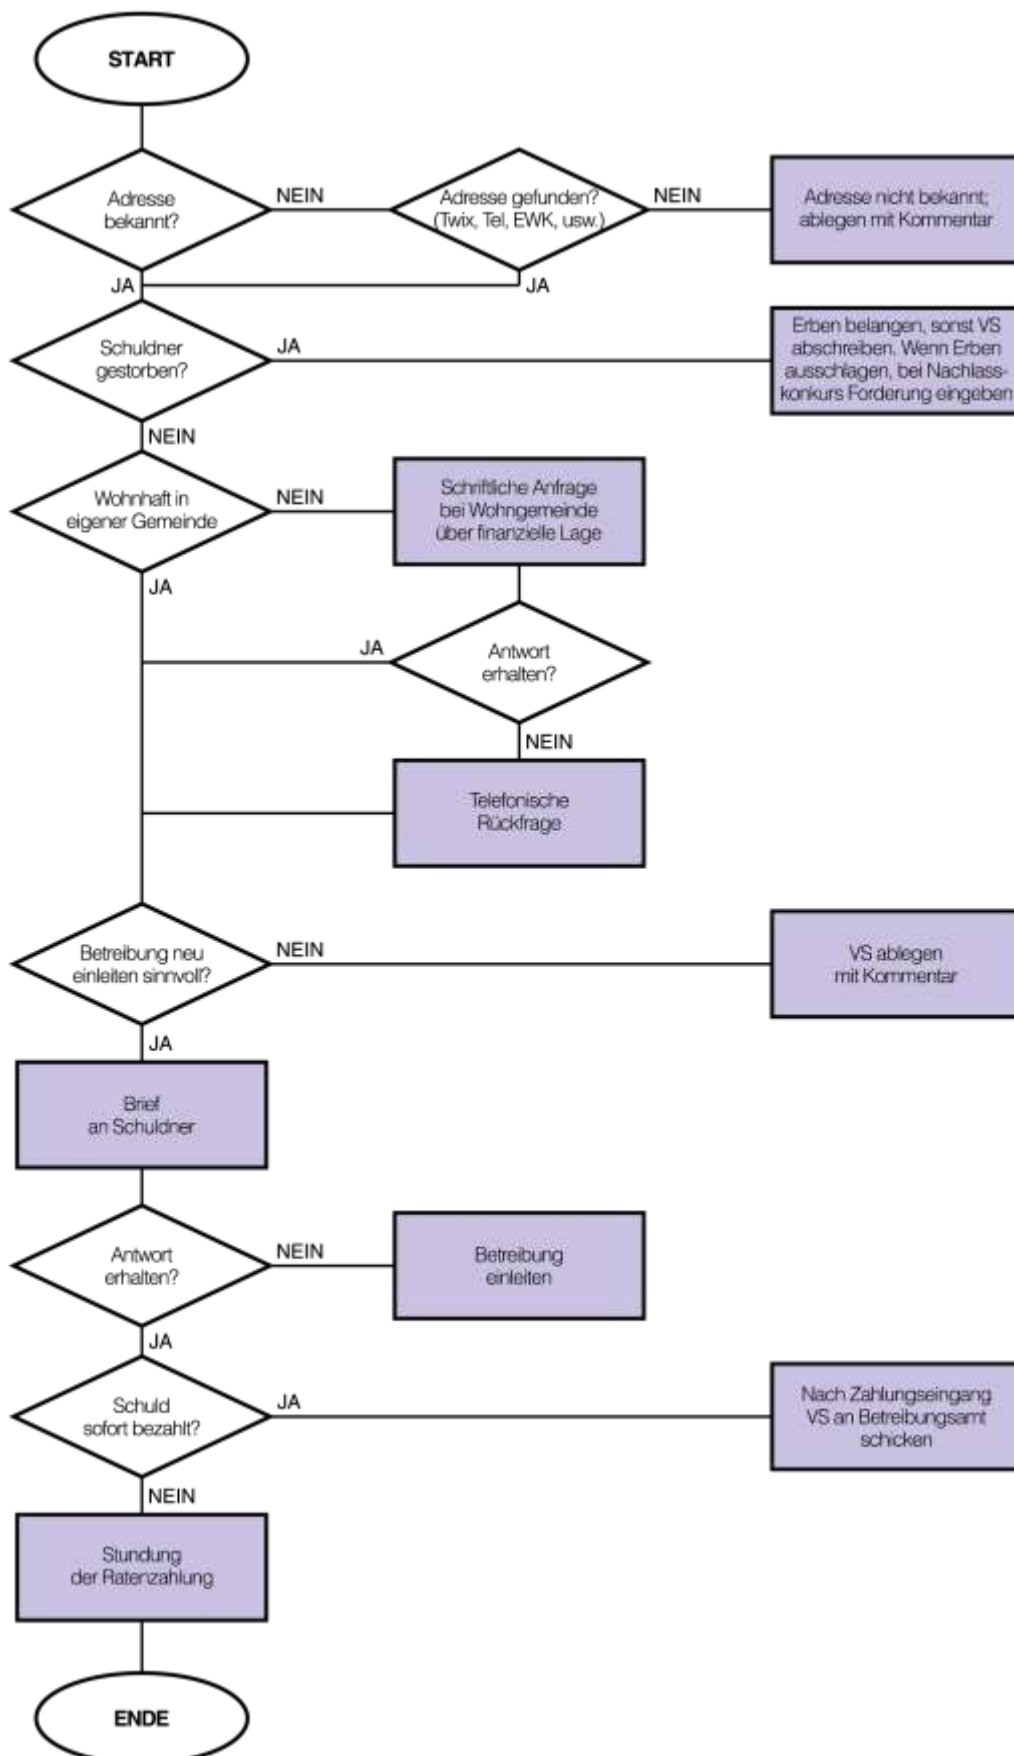 START
Adresse
bekannt?
NEIN
Adresse gefunden?
(Twix, Tel, EWK, usw.)
NEIN
Adresse nicht bekannt;
ablegen mit Kommentar
JA
JA
Schuldner
gestorben?
JA
Erben belangen, sonst VS
abschreiben. Wenn Erben
ausschlagen, bei Nachlass-
konkurs Forderung eingeben
NEIN
Wohnhaft in
eigener Gemeinde
NEIN
Schriftliche Anfrage
bei Wohngemeinde
über finanzielle Lage
JA
JA
Antwort
erhalten?
NEIN
Telefonische
Rückfrage
Betreibung neu
einleiten sinnvoll?
NEIN
VS ablegen
mit Kommentar
JA
Brief
an Schuldner
Antwort
erhalten?
NEIN
Betreibung
einleiten
JA
Schuld
sofort bezahlt?
JA
Nach Zahlungseingang
VS an Betreibungsamt
schicken
NEIN
Stundung
der Ratenzahlung
ENDE